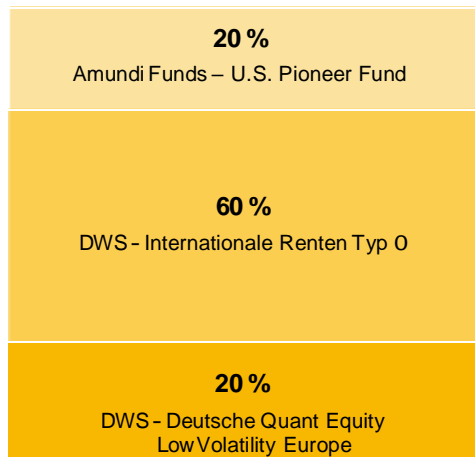 20 %
Amundi Funds – U.S. Pioneer Fund
60 %
DWS - Internationale Renten Typ O
20 %
DWS - Deutsche Quant Equity
Low Volatility Europe